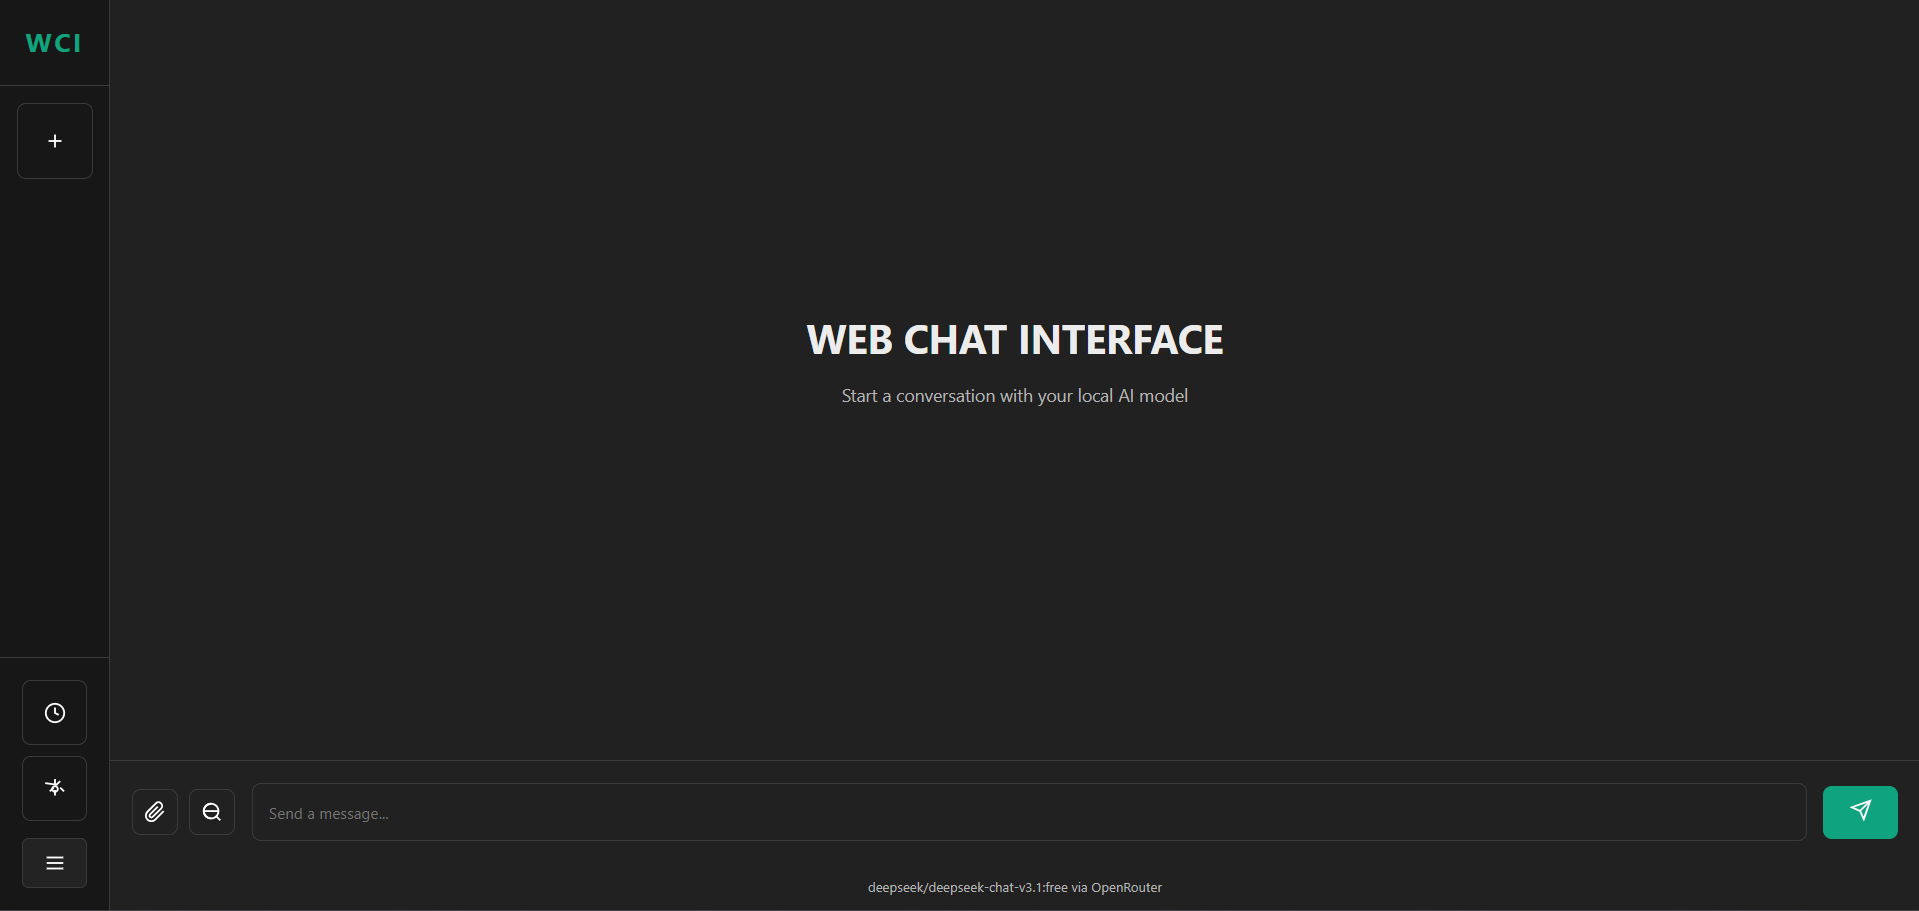 WCI
WEB CHAT INTERFACE
Start a conversation with your local AI model
Send a message...
deepseek/deepseek-chat-v3.1:free via OpenRouter